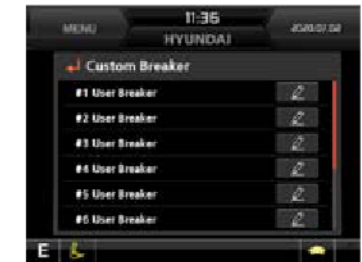 MENU
11:36
HYUNDAI
Custom Breaker
#1 User Breaker
#2 User Breaker
#3 User Breaker
#4 User Breaker
#5 User Breaker
#6 User Breaker
E